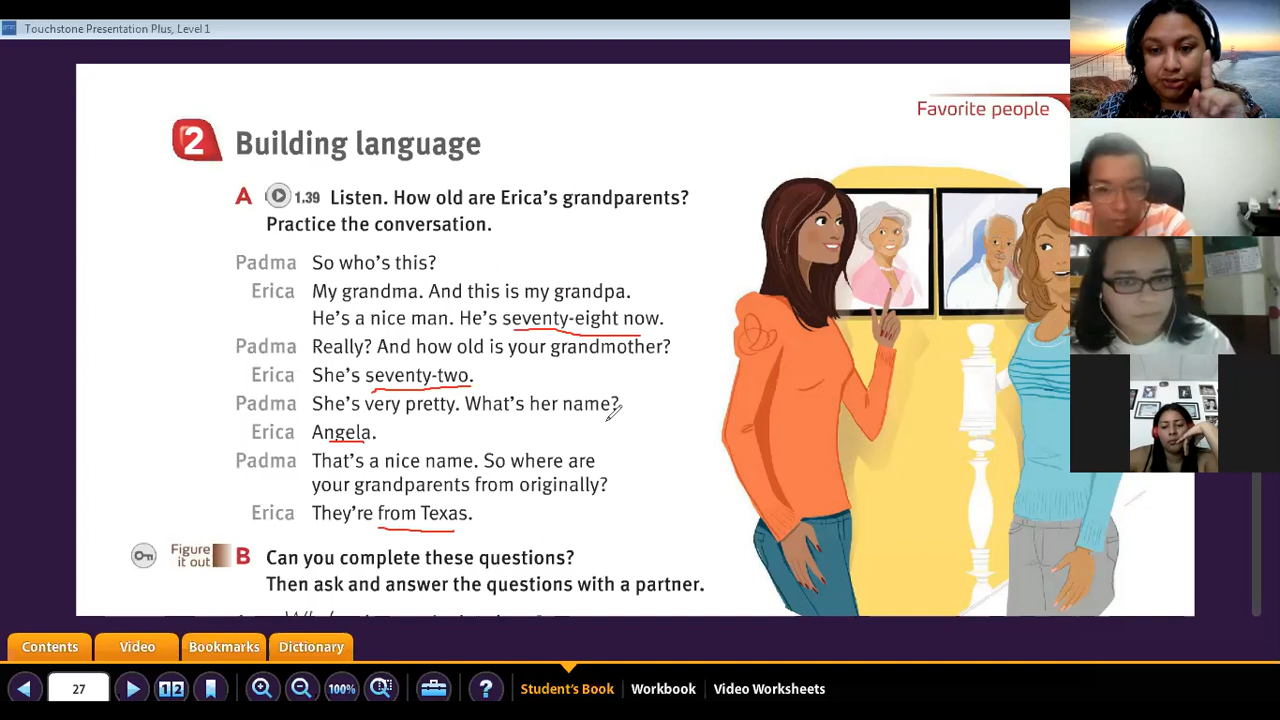 Touchstone Presentation Plus, Level 1
Favorite people
2 Building language
A 1.39 Listen. How old are Erica's grandparents?
Practice the conversation.
Padma So who's this?
Erica My grandma. And this is my grandpa.
He's a nice man. He's seventy-eight now.
Padma Really? And how old is your grandmother?
Erica She's seventy-two.
Padma She's very pretty. What's her name?
Erica Angela.
Padma That's a nice name. So where are
your grandparents from originally?
Erica They're from Texas.
Figure
it out
B Can you complete these questions?
Then ask and answer the questions with a partner.
Contents Video Bookmarks Dictionary
27 12 100% ? Student's Book Workbook Video Worksheets